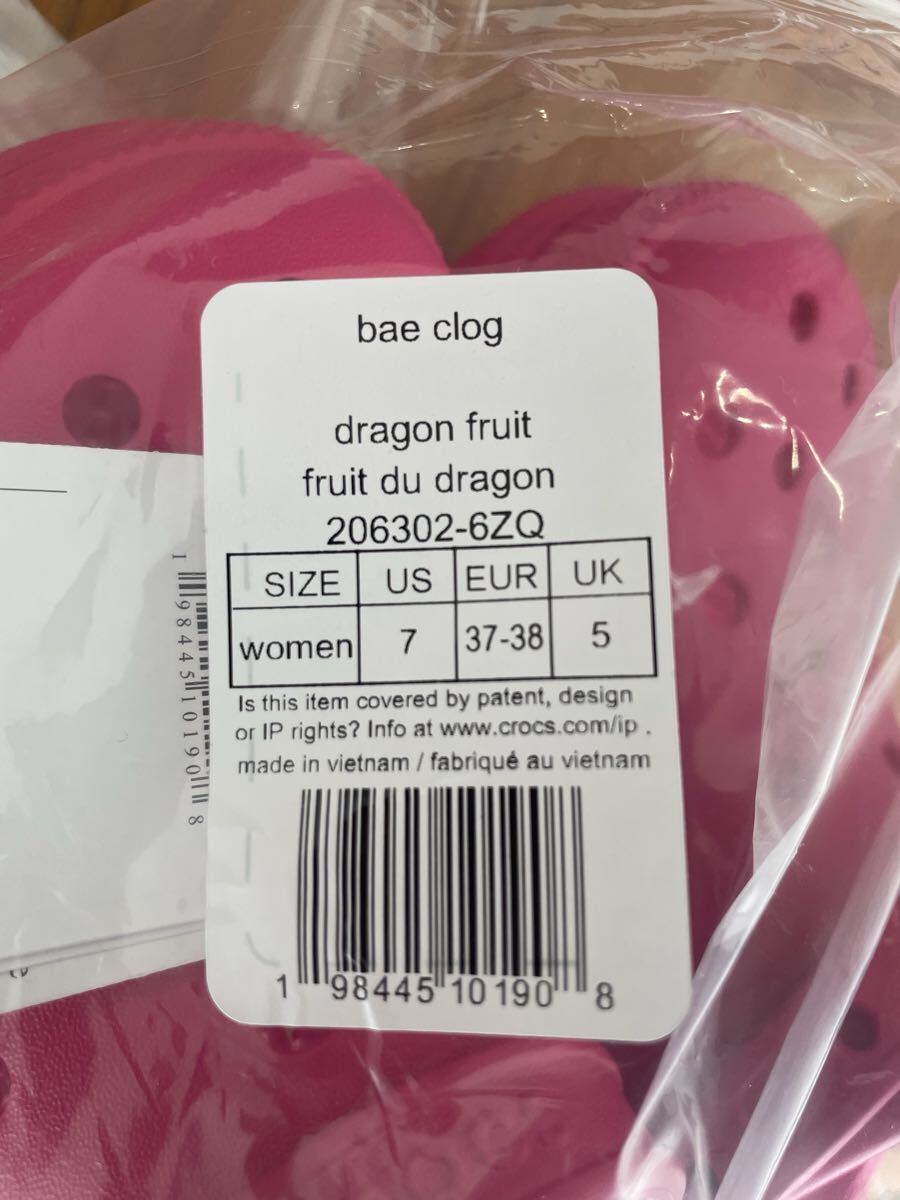 bae clog
dragon fruit
fruit du dragon
206302-6ZQ
SIZE US EUR UK
women 7 37-38 5
Is this item covered by patent, design
or IP rights? Info at www.crocs.com/ip .
made in vietnam / fabriqué au vietnam
1 98445 10190 8
1 98445 10190 8